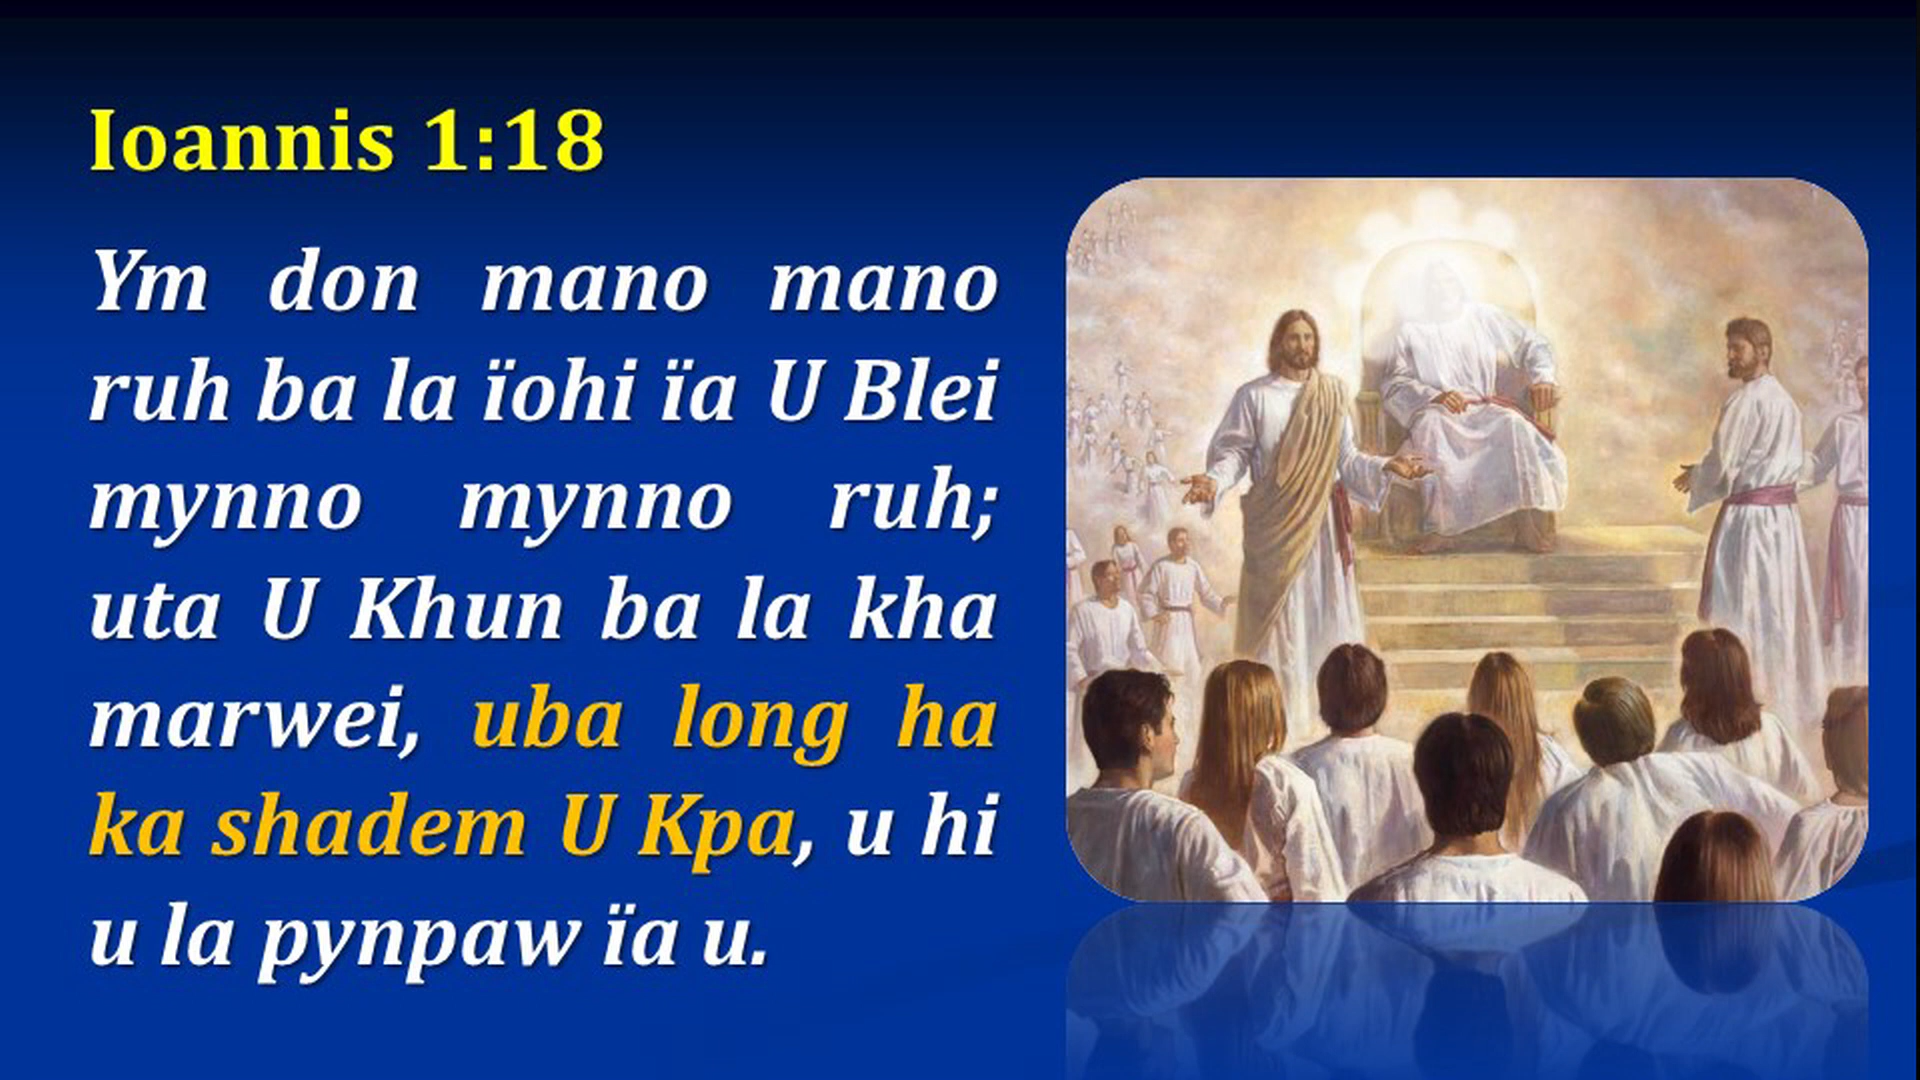 Ioannis 1:18
Ym don mano mano
ruh ba la ïohi ïa U Blei
mynno mynno ruh;
uta U Khun ba la kha
marwei, uba long ha
ka shadem U Kpa, u hi
u la pynpaw ïa u.